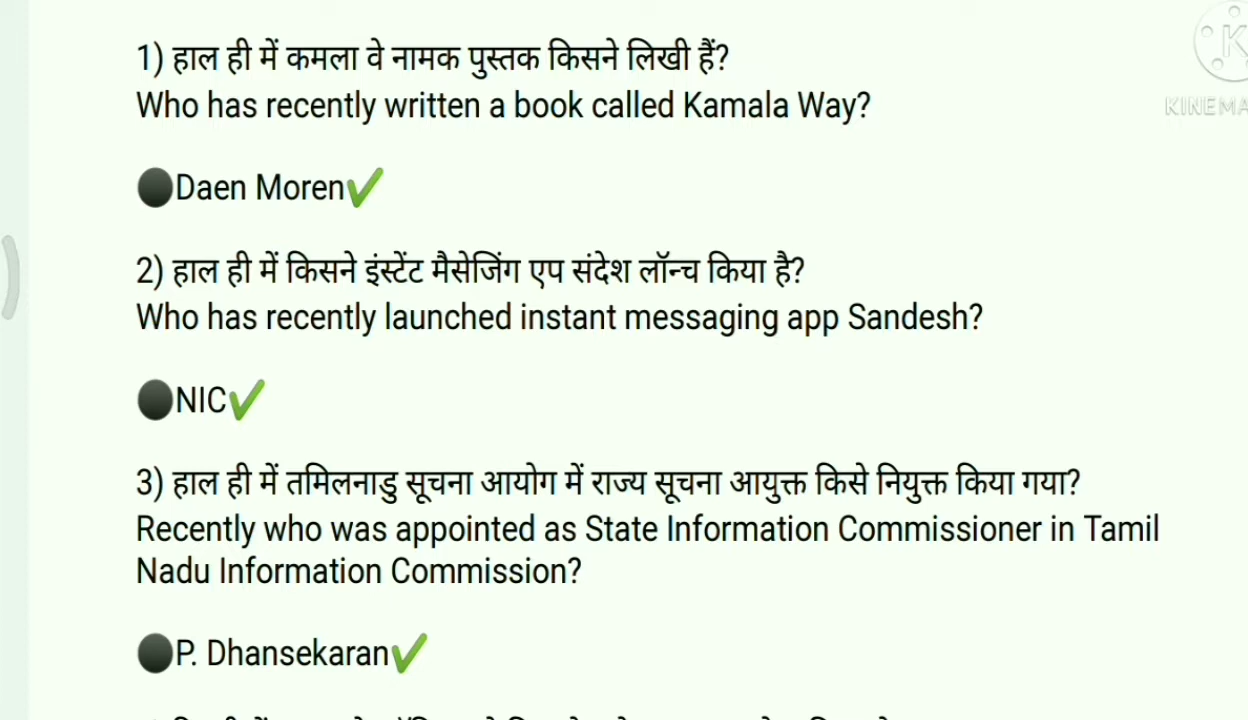 1) हाल ही में कमला वे नामक पुस्तक किसने लिखी हैं?
Who has recently written a book called Kamala Way?
Daen Moren
2) हाल ही में किसने इंस्टेंट मैसेजिंग एप संदेश लॉन्च किया है?
Who has recently launched instant messaging app Sandesh?
NIC
3) हाल ही में तमिलनाडु सूचना आयोग में राज्य सूचना आयुक्त किसे नियुक्त किया गया?
Recently who was appointed as State Information Commissioner in Tamil
Nadu Information Commission?
P. Dhansekaran
K
KINEMA